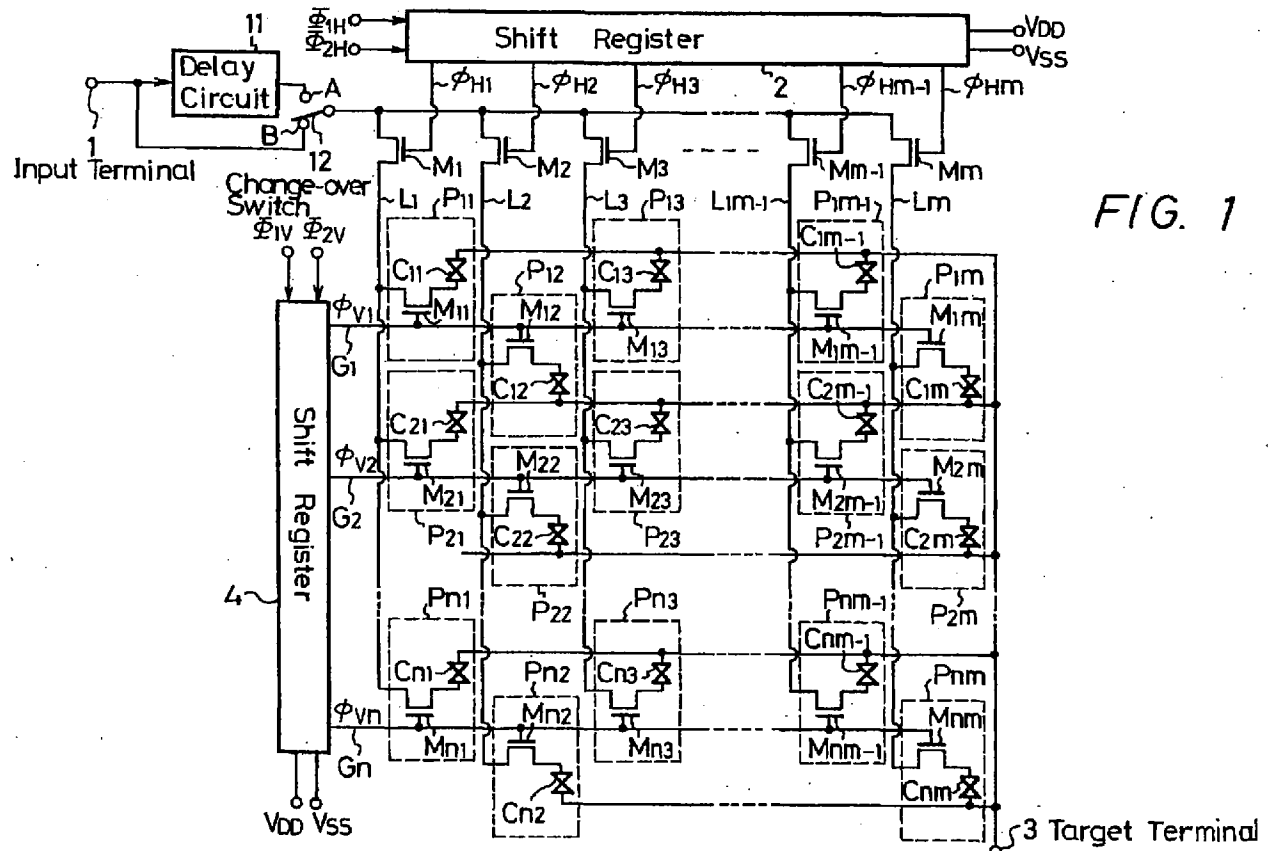 Φ1H
Φ2H
Shift Register
VDD
VSS
11
Delay
Circuit
A
B
12
1
Input Terminal
Change-over
Switch
2
ϕH1
ϕH2
ϕH3
ϕHm-1
ϕHm
M1
M2
M3
Mm-1
Mm
L1
L2
L3
L1m-1
Lm
FIG. 1
Φ1V
Φ2V
P11
P12
P13
P1m-1
P1m
C11
C13
C1m-1
M11
M12
M13
M1m-1
M1m
C12
C1m
ϕV1
G1
C21
C23
C2m-1
ϕV2
G2
M21
M22
M23
M2m-1
M2m
C22
C2m
P21
P22
P23
P2m-1
P2m
Shift Register
4
Pn1
Pn2
Pn3
Pnm-1
Pnm
Cn1
Cn3
Cnm-1
ϕVn
Gn
Mn1
Mn2
Mn3
Mnm-1
Mnm
Cn2
Cnm
VDD VSS
3 Target Terminal